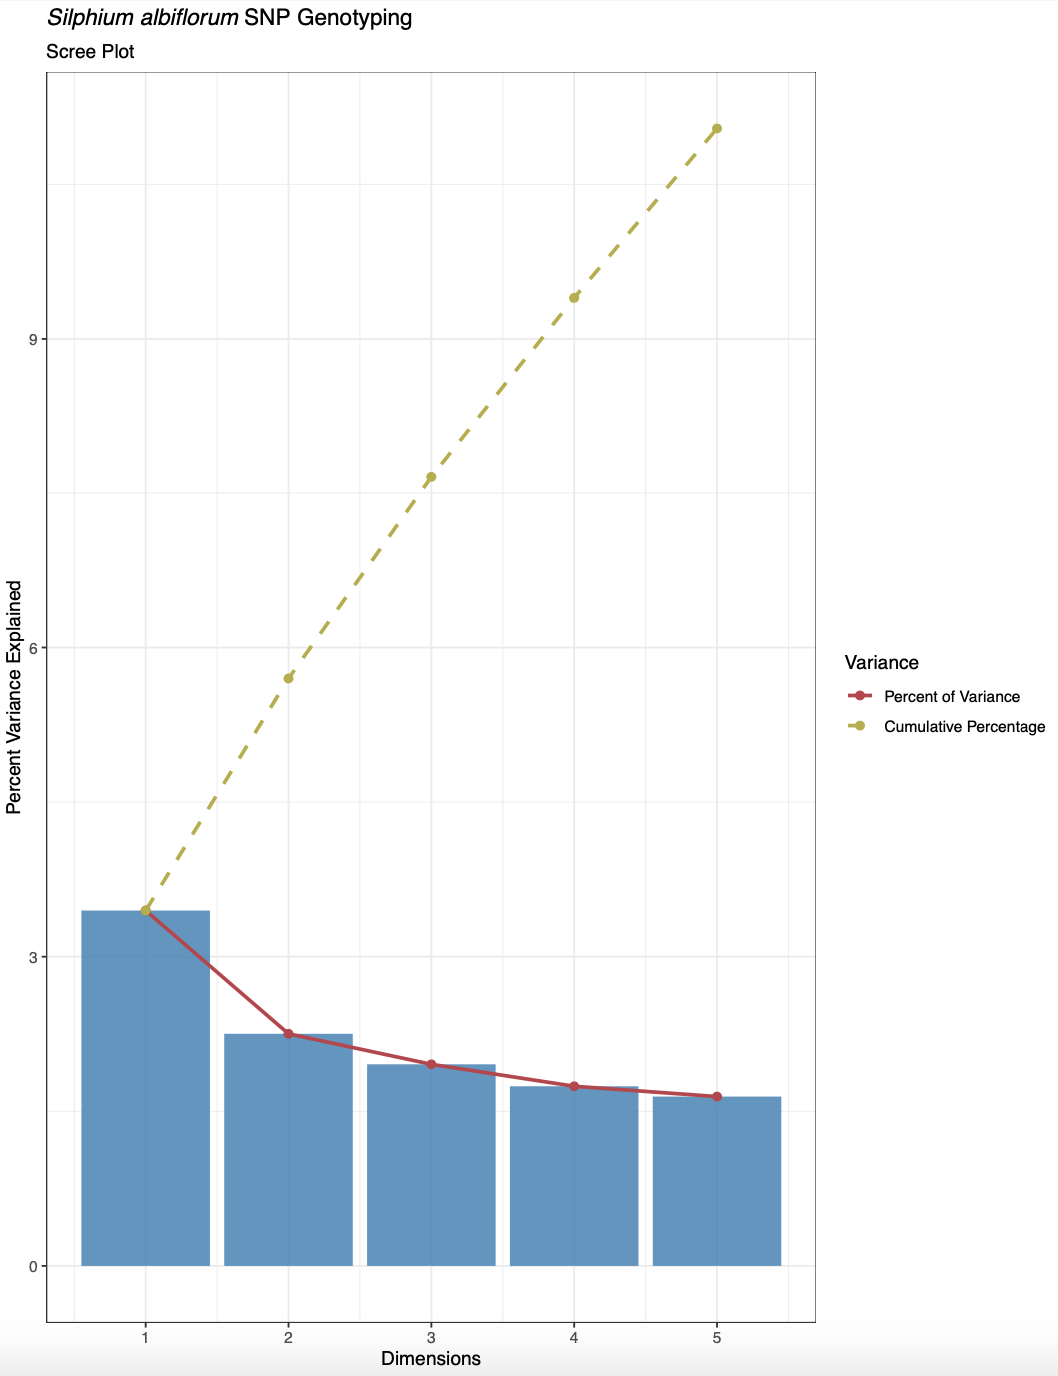 Silphium albiflorum SNP Genotyping
Scree Plot
Percent Variance Explained
9
6
3
0
1 2 3 4 5
Dimensions
Variance
Percent of Variance
Cumulative Percentage